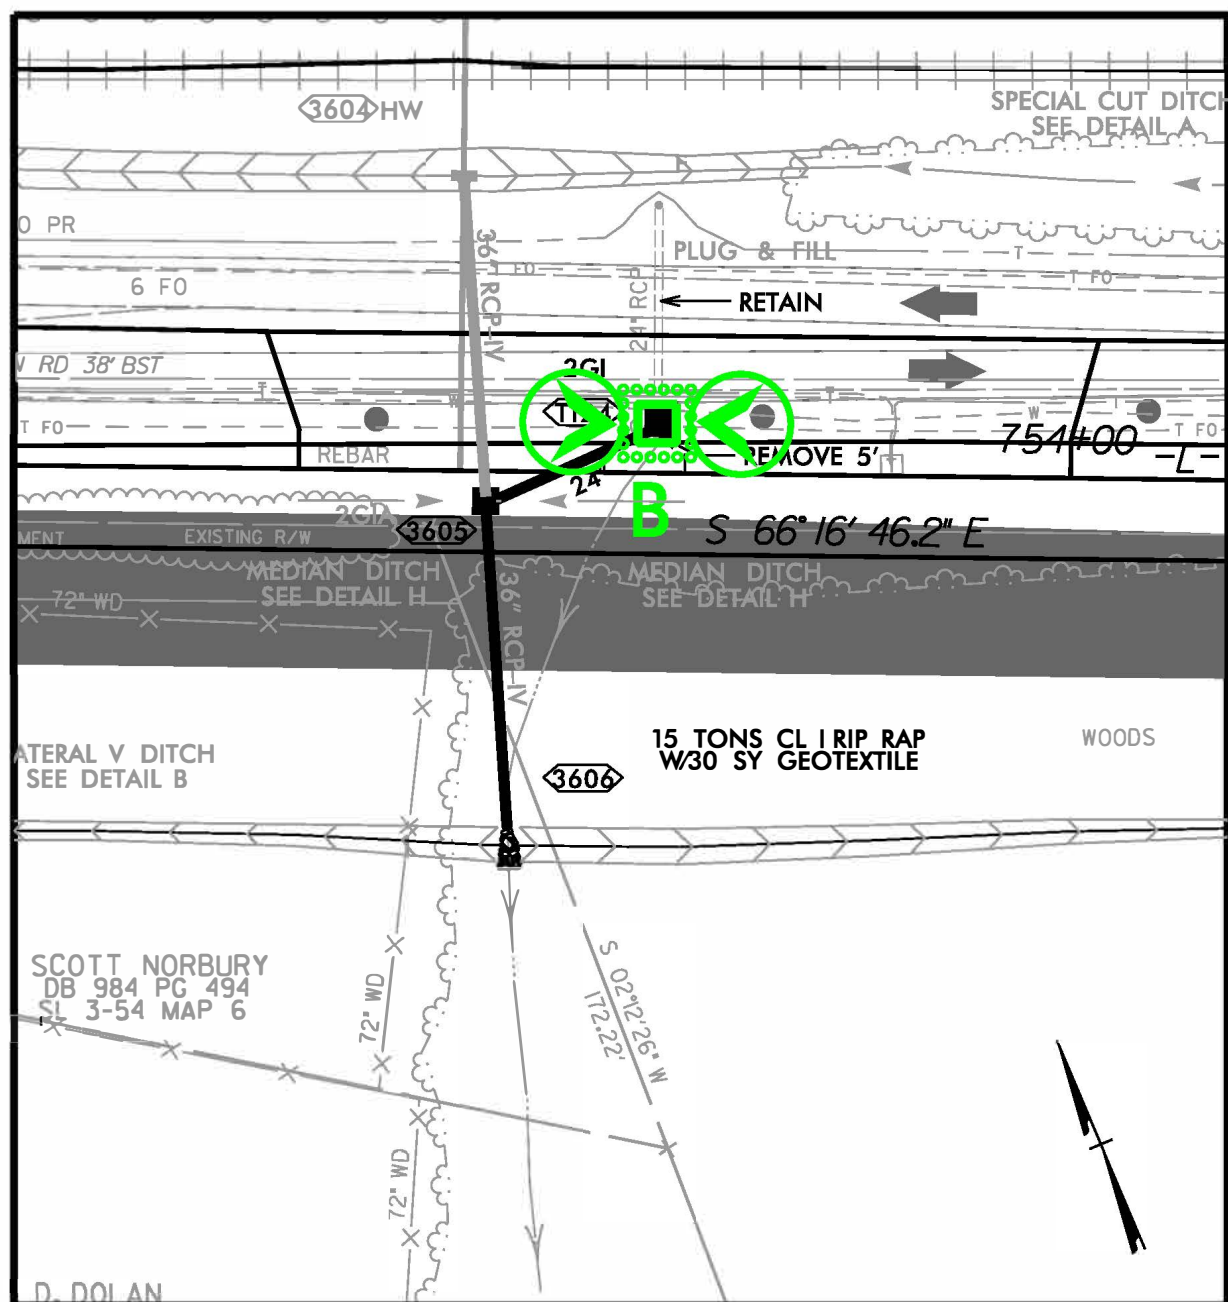 3604 HW
SPECIAL CUT DITCH
SEE DETAIL A
O PR
36" RCP-IV
FO
PLUG & FILL
T
T FO
6 FO
24" RCP
RETAIN
RD 38' BST
2GI
T
T
W
W
T FO
T FO
REBAR
REMOVE 5'
754+00
-L-
24"
B
2GIA
3605
S 66° 16' 46.2" E
MENT
EXISTING R/W
MEDIAN DITCH
SEE DETAIL H
MEDIAN DITCH
SEE DETAIL H
72" WD
36" RCP-IV
15 TONS CL I RIP RAP
W/30 SY GEOTEXTILE
WOODS
ATERAL V DITCH
SEE DETAIL B
3606
SCOTT NORBURY
DB 984 PG 494
SL 3-54 MAP 6
72" WD
S 02°12'26" W
172.22'
72" WD
D. DOLAN